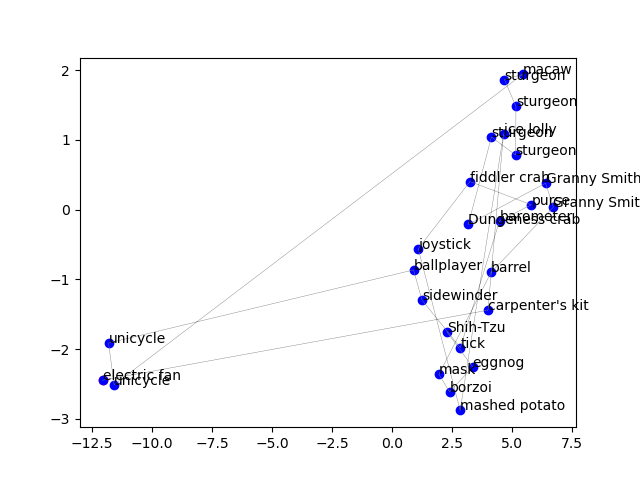 2
macaw
sturgeon
sturgeon
1
ice lolly
sturgeon
sturgeon
fiddler crab
Granny Smith
0
purse
Granny Smit
barometer
Dungeness crab
joystick
ballplayer
barrel
−1
sidewinder
carpenter's kit
Shih-Tzu
unicycle
tick
−2
eggnog
electric fan
mask
unicycle
borzoi
mashed potato
−3
−12.5 −10.0 −7.5 −5.0 −2.5 0.0 2.5 5.0 7.5